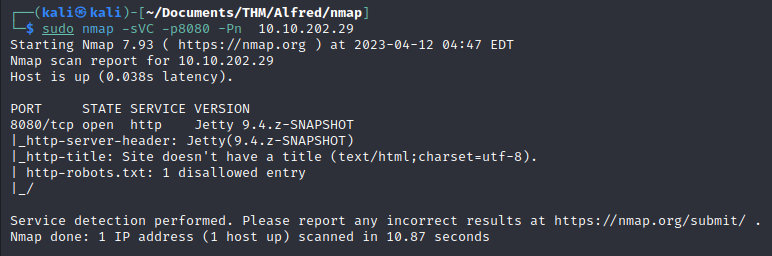 ┌──(kali㉿kali)-[~/Documents/THM/Alfred/nmap]
└─$ sudo nmap -sVC -p8080 -Pn  10.10.202.29
Starting Nmap 7.93 ( https://nmap.org ) at 2023-04-12 04:47 EDT
Nmap scan report for 10.10.202.29
Host is up (0.038s latency).

PORT     STATE SERVICE VERSION
8080/tcp open  http    Jetty 9.4.z-SNAPSHOT
|_http-server-header: Jetty(9.4.z-SNAPSHOT)
|_http-title: Site doesn't have a title (text/html;charset=utf-8).
| http-robots.txt: 1 disallowed entry
|_/

Service detection performed. Please report any incorrect results at https://nmap.org/submit/ .
Nmap done: 1 IP address (1 host up) scanned in 10.87 seconds